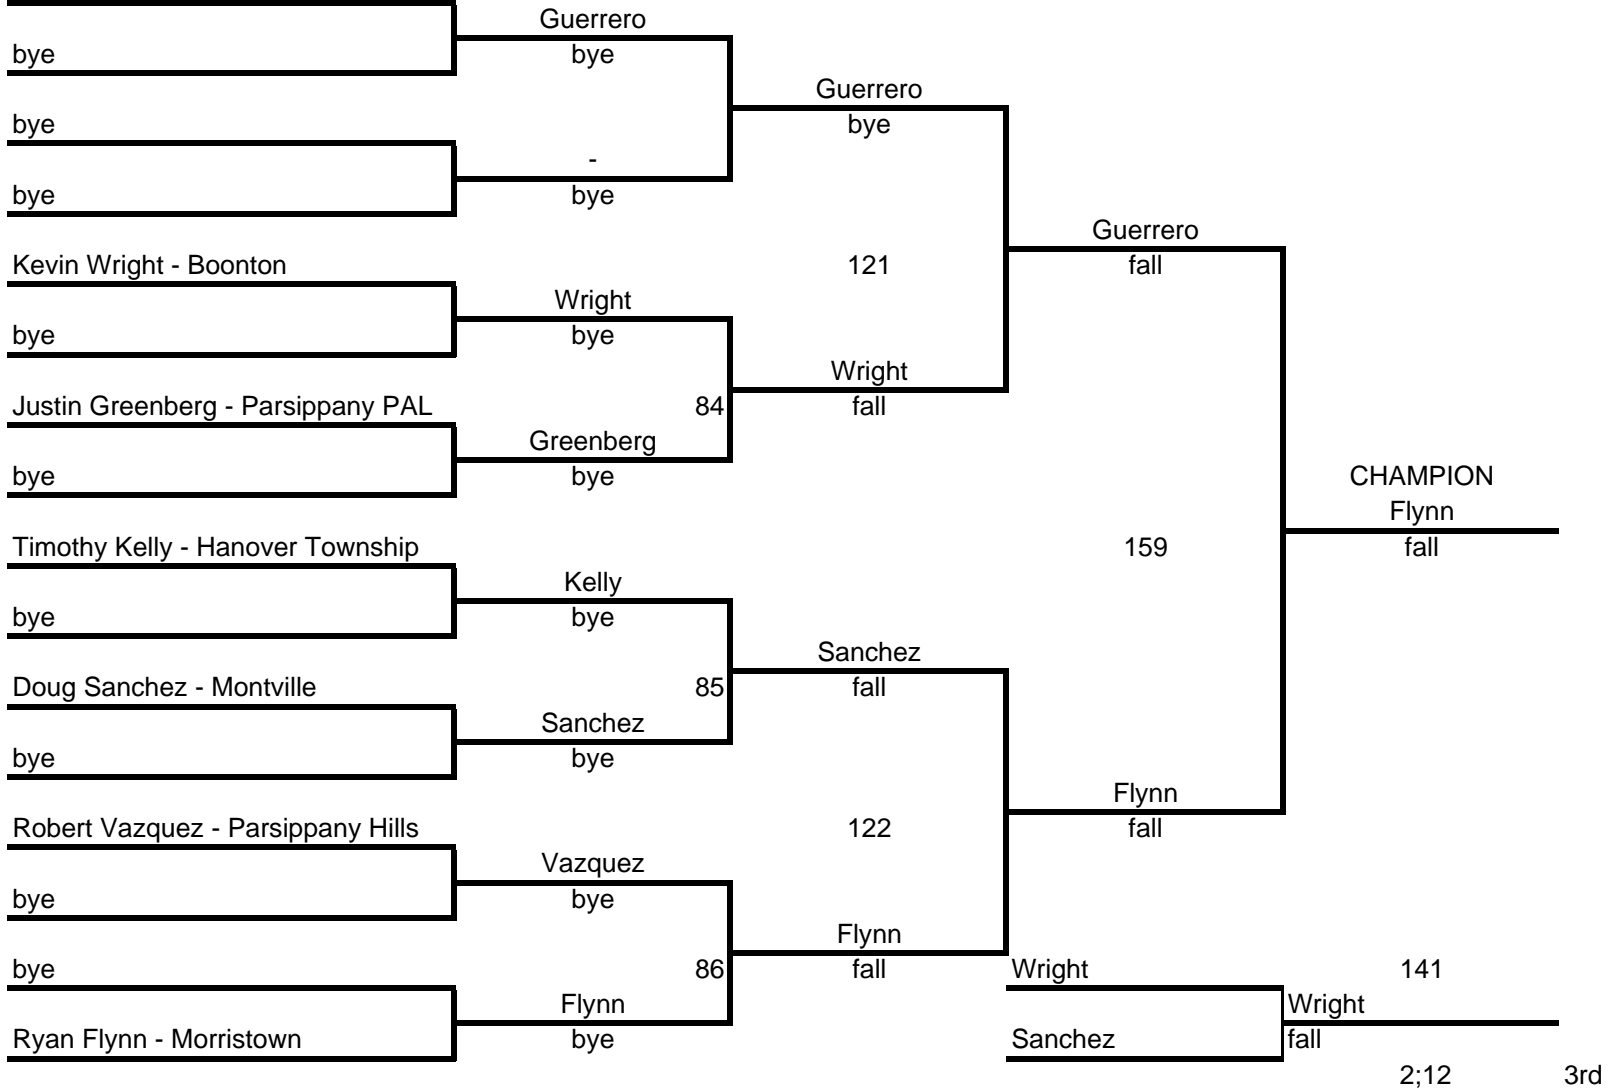 Guerrero
bye bye
Guerrero
bye bye
-
bye bye
Guerrero
Kevin Wright - Boonton 121 fall
Wright
bye bye
Wright
Justin Greenberg - Parsippany PAL 84 fall
Greenberg
bye bye CHAMPION
Flynn
Timothy Kelly - Hanover Township 159 fall
Kelly
bye bye
Sanchez
Doug Sanchez - Montville 85 fall
Sanchez
bye bye
Flynn
Robert Vazquez - Parsippany Hills 122 fall
Vazquez
bye bye
Flynn
bye 86 fall Wright 141
Flynn Wright
Ryan Flynn - Morristown bye Sanchez fall
2;12 3rd